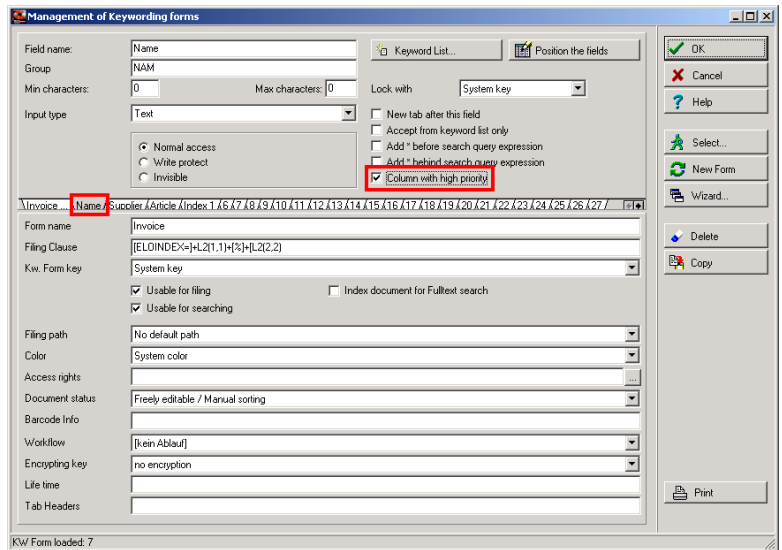 Management of Keywording forms
Field name: Name
Group NAM
Min characters: 0 Max characters: 0
Input type Text
Normal access
Write protect
Invisible
Keyword List... Position the fields
Lock with System key
New tab after this field
Accept from keyword list only
Add * before search query expression
Add * behind search query expression
Column with high priority
OK
Cancel
Help
Select...
New Form
Wizard...
Delete
Copy
Print
Invoice ... Name Supplier Article Index 1 6 7 8 9 10 11 12 13 14 15 16 17 18 19 20 21 22 23 24 25 26 27
Form name Invoice
Filing Clause [ELOINDEX=]+L2(1,1)+[%]+[L2(2,2)
Kw. Form key System key
Usable for filing Index document for Fulltext search
Usable for searching
Filing path No default path
Color System color
Access rights ...
Document status Freely editable / Manual sorting
Barcode Info
Workflow [kein Ablauf]
Encrypting key no encryption
Life time
Tab Headers
KW Form loaded: 7